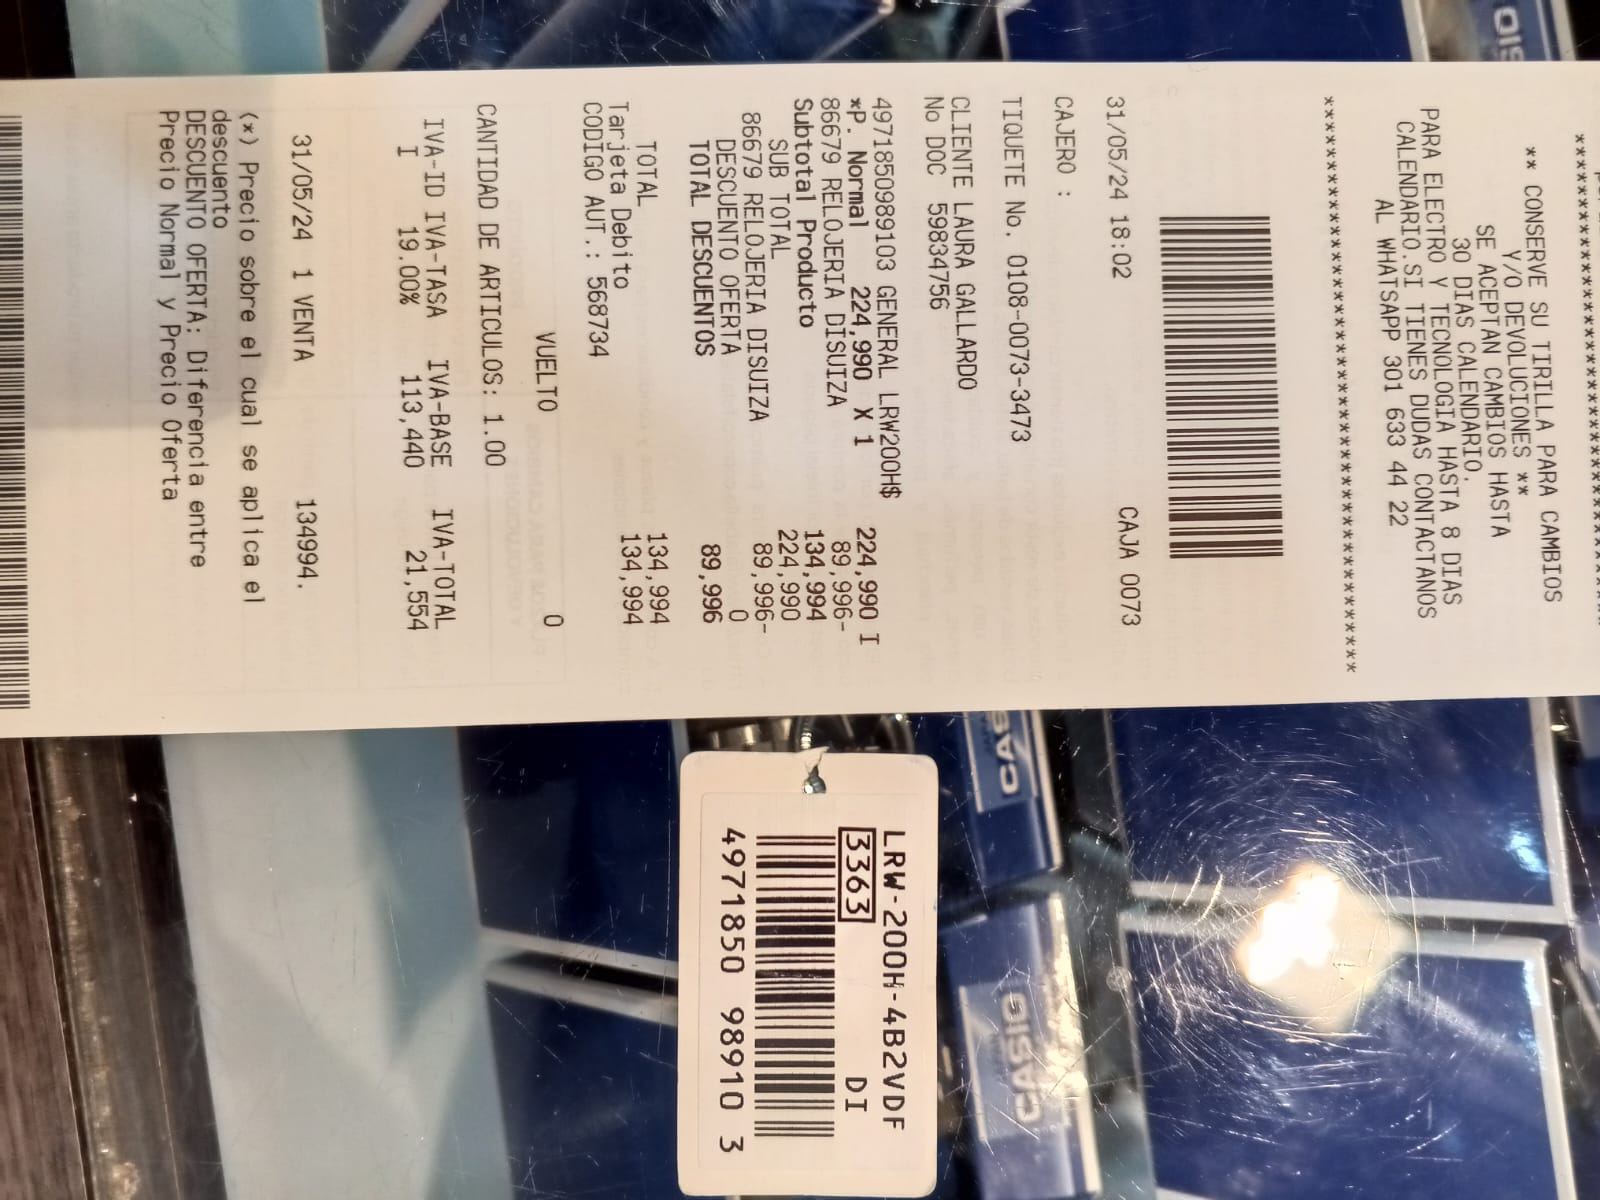 ** CONSERVE SU TIRILLA PARA CAMBIOS
Y/O DEVOLUCIONES **
SE ACEPTAN CAMBIOS HASTA
30 DIAS CALENDARIO.
PARA ELECTRO Y TECNOLOGIA HASTA 8 DIAS
CALENDARIO.SI TIENES DUDAS CONTACTANOS
AL WHATSAPP 301 633 44 22
31/05/24 18:02 CAJA 0073
CAJERO :
TIQUETE No. 0108-0073-3473
CLIENTE LAURA GALLARDO
No DOC 59834756
4971850989103 GENERAL LRW200H$ 224,990 I
*P. Normal 224,990 X 1
86679 RELOJERIA DISUIZA 89,996-
Subtotal Producto 134,994
SUB TOTAL 224,990
86679 RELOJERIA DISUIZA 89,996-
DESCUENTO OFERTA 0
TOTAL DESCUENTOS 89,996
TOTAL 134,994
Tarjeta Debito 134,994
CODIGO AUT.: 568734
VUELTO 0
CANTIDAD DE ARTICULOS: 1.00
IVA-ID IVA-TASA IVA-BASE IVA-TOTAL
I 19.00% 113,440 21,554
31/05/24 1 VENTA 134994.
(*) Precio sobre el cual se aplica el
descuento
DESCUENTO OFERTA: Diferencia entre
Precio Normal y Precio Oferta
LRW-200H-4B2VDF
3363 DI
4971850 98910 3
CASIO